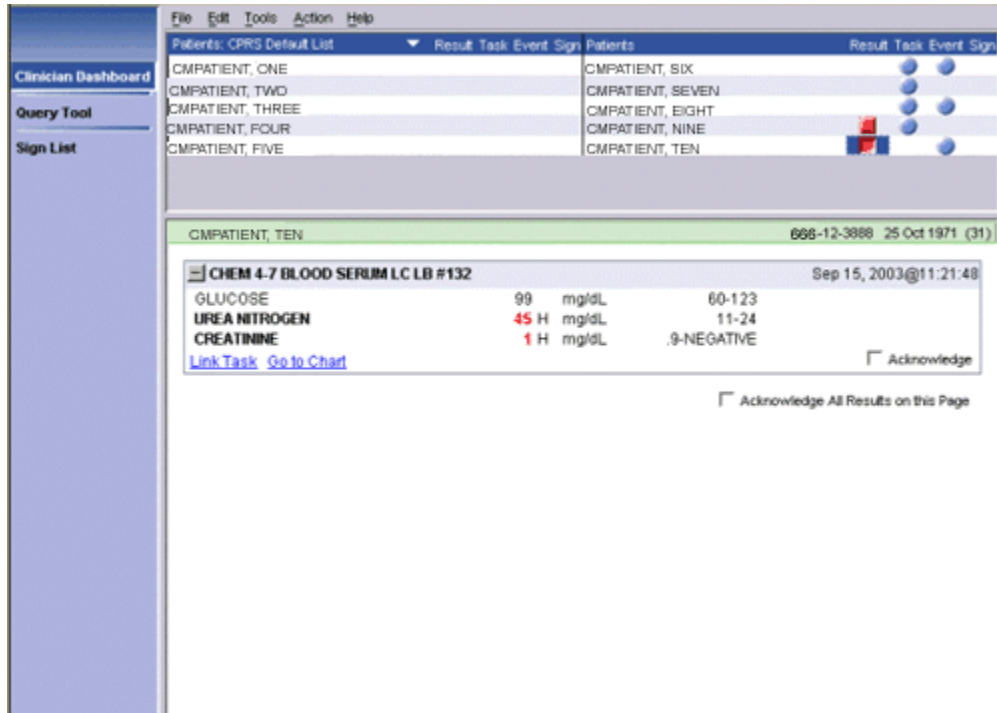 File Edit Tools Action Help
Patients: CPRS Default List Result Task Event Sign Patients Result Task Event Sign
Clinician Dashboard
Query Tool
Sign List
CMPATIENT, ONE CMPATIENT, SIX
CMPATIENT, TWO CMPATIENT, SEVEN
CMPATIENT, THREE CMPATIENT, EIGHT
CMPATIENT, FOUR CMPATIENT, NINE
CMPATIENT, FIVE CMPATIENT, TEN
CMPATIENT, TEN 666-12-3888 25 Oct 1971 (31)
CHEM 4-7 BLOOD SERUM LC LB #132 Sep 15, 2003@11:21:48
GLUCOSE 99 mg/dL 60-123
UREA NITROGEN 45 H mg/dL 11-24
CREATININE 1 H mg/dL .9-NEGATIVE
Link Task Go to Chart Acknowledge
Acknowledge All Results on this Page